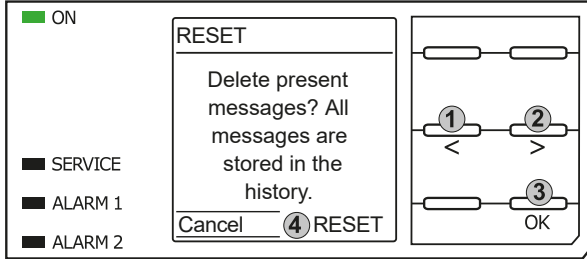 ON
SERVICE
ALARM 1
ALARM 2
RESET
Delete present
messages? All
messages are
stored in the
history.
Cancel 4 RESET
1 2
< >
3
OK